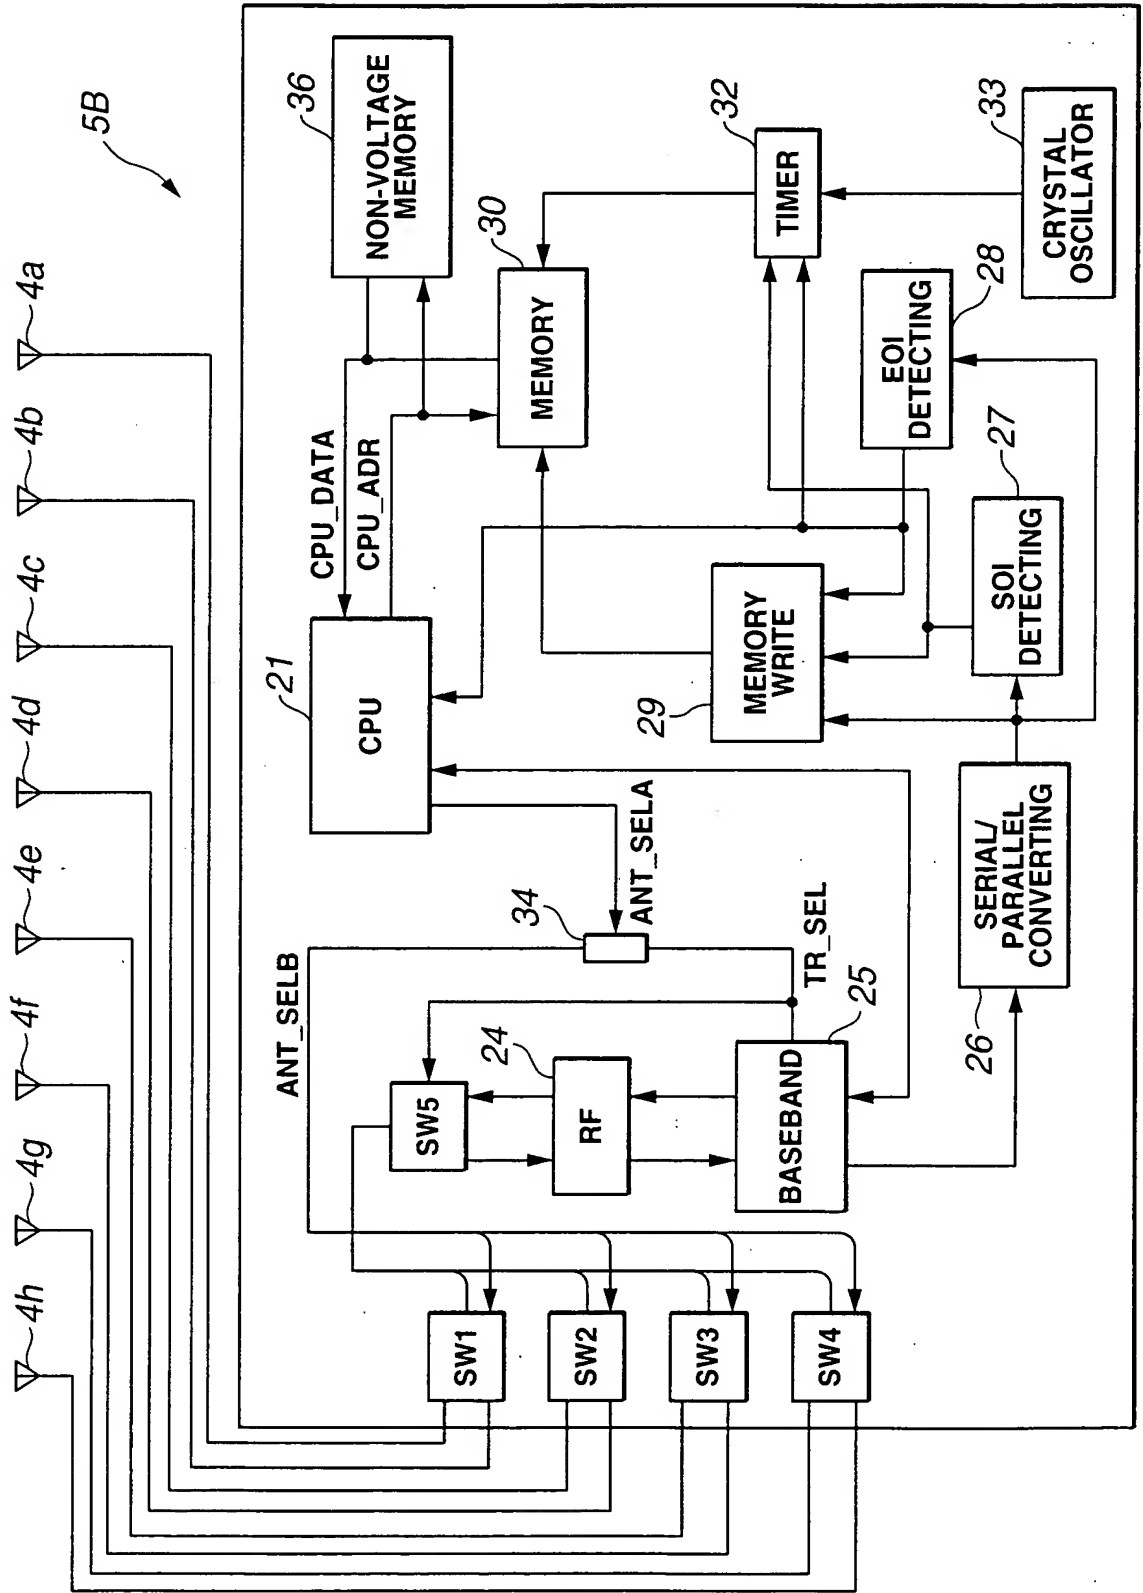 5B
4h
4g
4f
4e
4d
4c
4b
4a
ANT_SELB
21
CPU
CPU_DATA
CPU_ADR
36
NON-VOLTAGE
MEMORY
30
MEMORY
SW5
24
RF
34
ANT_SELA
TR_SEL
29
MEMORY
WRITE
32
TIMER
BASEBAND
25
EOI
DETECTING
28
SW1
SW2
SW3
SW4
26
SERIAL/
PARALLEL
CONVERTING
SOI
DETECTING
27
33
CRYSTAL
OSCILLATOR